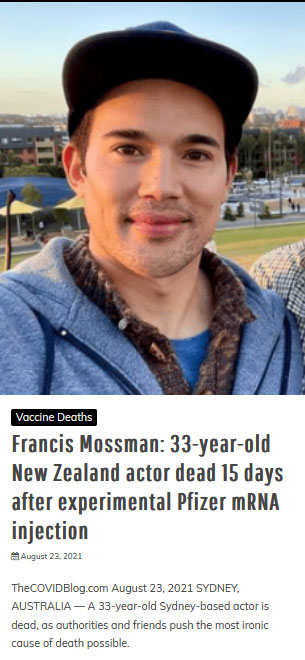 Vaccine Deaths
Francis Mossman: 33-year-old
New Zealand actor dead 15 days
after experimental Pfizer mRNA
injection
August 23, 2021
TheCOVIDBlog.com August 23, 2021 SYDNEY,
AUSTRALIA — A 33-year-old Sydney-based actor is
dead, as authorities and friends push the most ironic
cause of death possible.